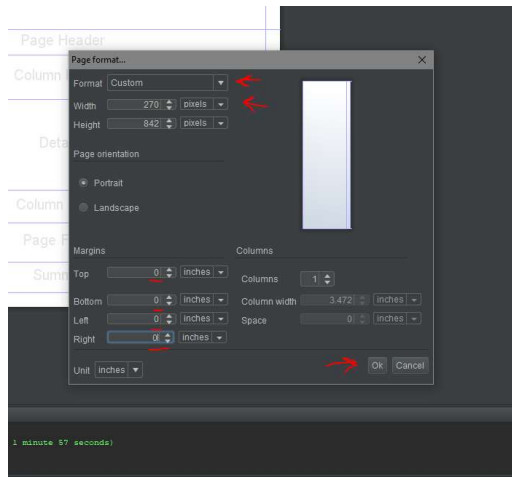 Page Header
Page format...
Column
Format Custom
Width 270 pixels
Height 842 pixels
Deta
Page orientation
Portrait
Column
Landscape
Page F
Margins Columns
Summ
Top 0 inches Columns 1
Bottom 0 inches Column width 3.472 inches
Left 0 inches Space 0 inches
Right 0 inches
Unit inches Ok Cancel
1 minute 57 seconds)